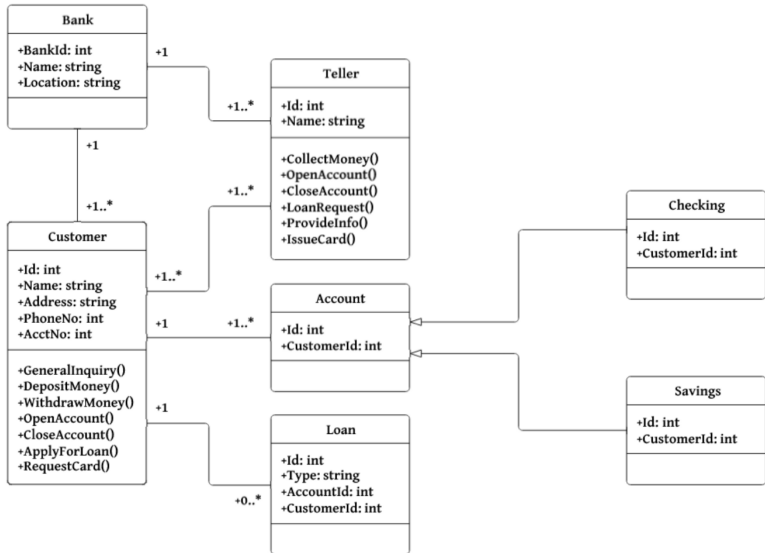 Bank
+BankId: int
+Name: string
+Location: string
+1
+1..*
+1
+1..*
Teller
+Id: int
+Name: string
+CollectMoney()
+OpenAccount()
+CloseAccount()
+LoanRequest()
+ProvideInfo()
+IssueCard()
+1..*
+1..*
Customer
+Id: int
+Name: string
+Address: string
+PhoneNo: int
+AcctNo: int
+GeneralInquiry()
+DepositMoney()
+WithdrawMoney()
+OpenAccount()
+CloseAccount()
+ApplyForLoan()
+RequestCard()
+1
+1..*
Account
+Id: int
+CustomerId: int
+1
+0..*
Loan
+Id: int
+Type: string
+AccountId: int
+CustomerId: int
Checking
+Id: int
+CustomerId: int
Savings
+Id: int
+CustomerId: int